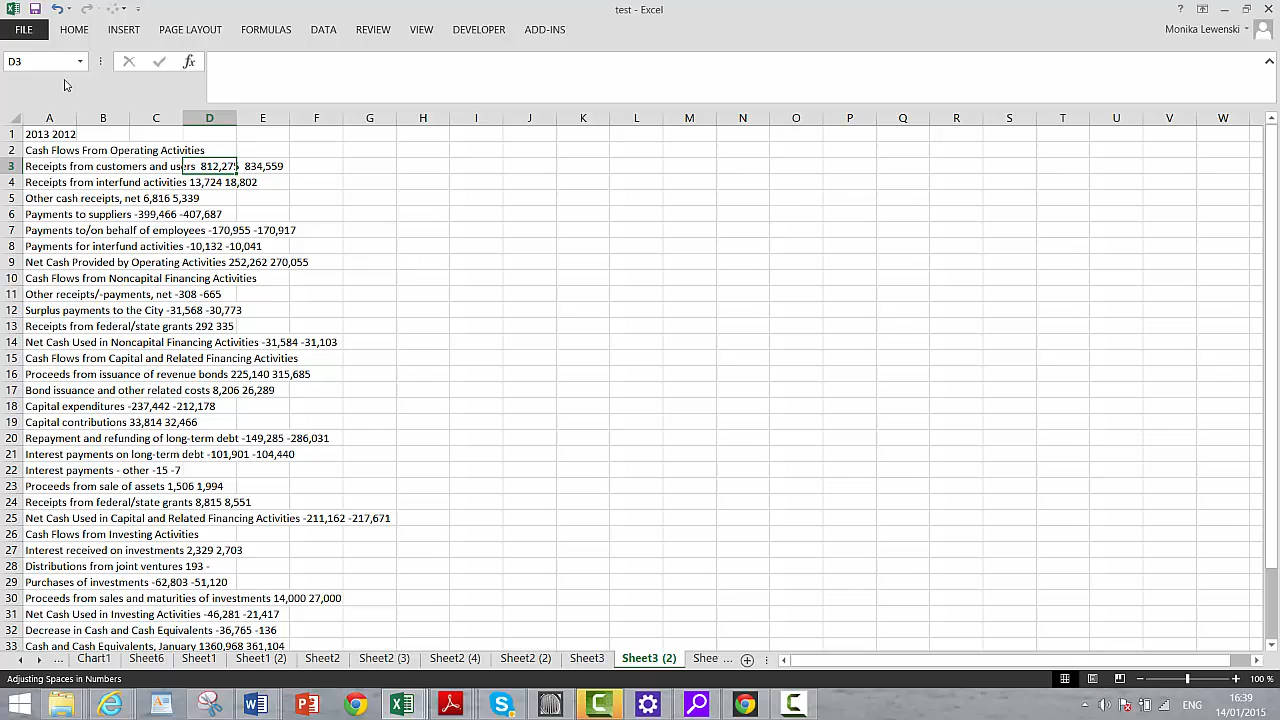 test - Excel
FILE HOME INSERT PAGE LAYOUT FORMULAS DATA REVIEW VIEW DEVELOPER ADD-INS Monika Lewenski
D3 fx
A B C D E F G H I J K L M N O P Q R S T U V W
1 2013 2012
2 Cash Flows From Operating Activities
3 Receipts from customers and users 812,275 834,559
4 Receipts from interfund activities 13,724 18,802
5 Other cash receipts, net 6,816 5,339
6 Payments to suppliers -399,466 -407,687
7 Payments to/on behalf of employees -170,955 -170,917
8 Payments for interfund activities -10,132 -10,041
9 Net Cash Provided by Operating Activities 252,262 270,055
10 Cash Flows from Noncapital Financing Activities
11 Other receipts/-payments, net -308 -665
12 Surplus payments to the City -31,568 -30,773
13 Receipts from federal/state grants 292 335
14 Net Cash Used in Noncapital Financing Activities -31,584 -31,103
15 Cash Flows from Capital and Related Financing Activities
16 Proceeds from issuance of revenue bonds 225,140 315,685
17 Bond issuance and other related costs 8,206 26,289
18 Capital expenditures -237,442 -212,178
19 Capital contributions 33,814 32,466
20 Repayment and refunding of long-term debt -149,285 -286,031
21 Interest payments on long-term debt -101,901 -104,440
22 Interest payments - other -15 -7
23 Proceeds from sale of assets 1,506 1,994
24 Receipts from federal/state grants 8,815 8,551
25 Net Cash Used in Capital and Related Financing Activities -211,162 -217,671
26 Cash Flows from Investing Activities
27 Interest received on investments 2,329 2,703
28 Distributions from joint ventures 193 -
29 Purchases of investments -62,803 -51,120
30 Proceeds from sales and maturities of investments 14,000 27,000
31 Net Cash Used in Investing Activities -46,281 -21,417
32 Decrease in Cash and Cash Equivalents -36,765 -136
33 Cash and Cash Equivalents, January 1360,968 361,104
... Chart1 Sheet6 Sheet1 Sheet1 (2) Sheet2 Sheet2 (3) Sheet2 (4) Sheet2 (2) Sheet3 Sheet3 (2) Shee ...
Adjusting Spaces in Numbers 100 %
ENG 16:39
14/01/2015